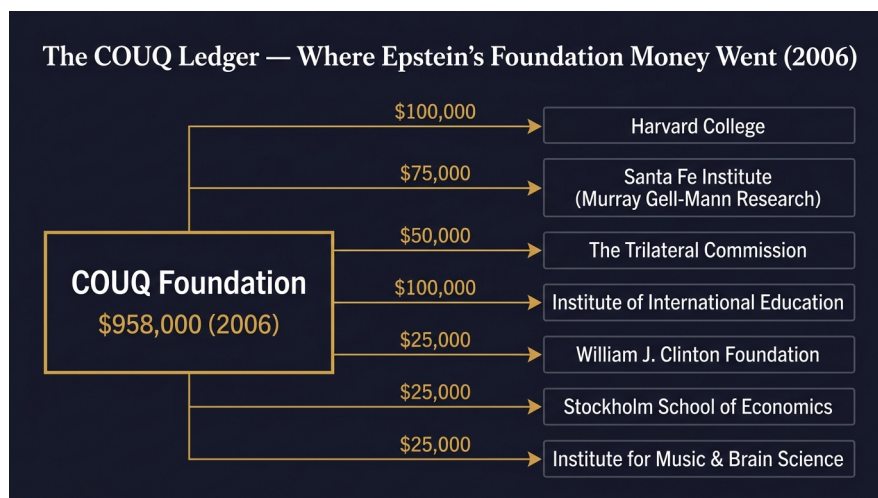 The COUQ Ledger — Where Epstein's Foundation Money Went (2006)
COUQ Foundation
$958,000 (2006)
$100,000
Harvard College
$75,000
Santa Fe Institute
(Murray Gell-Mann Research)
$50,000
The Trilateral Commission
$100,000
Institute of International Education
$25,000
William J. Clinton Foundation
$25,000
Stockholm School of Economics
$25,000
Institute for Music & Brain Science